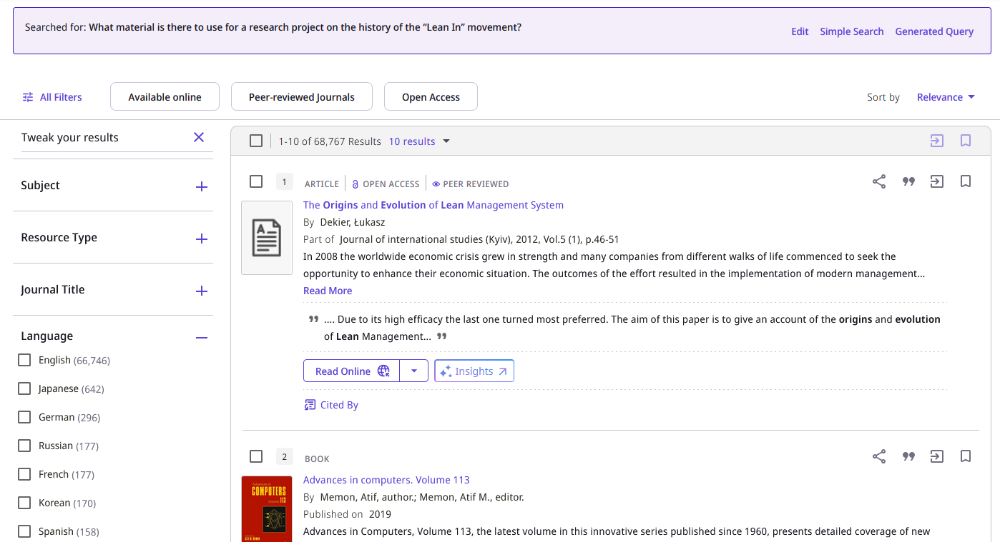 Searched for: What material is there to use for a research project on the history of the “Lean In” movement?
Edit Simple Search Generated Query
All Filters Available online Peer-reviewed Journals Open Access Sort by Relevance
Tweak your results
Subject
Resource Type
Journal Title
Language
English (66,746)
Japanese (642)
German (296)
Russian (177)
French (177)
Korean (170)
Spanish (158)
1-10 of 68,767 Results 10 results
1 ARTICLE OPEN ACCESS PEER REVIEWED
The Origins and Evolution of Lean Management System
By Dekier, Łukasz
Part of Journal of international studies (Kyiv), 2012, Vol.5 (1), p.46-51
In 2008 the worldwide economic crisis grew in strength and many companies from different walks of life commenced to seek the
opportunity to enhance their economic situation. The outcomes of the effort resulted in the implementation of modern management...
Read More
.... Due to its high efficacy the last one turned most preferred. The aim of this paper is to give an account of the origins and evolution
of Lean Management...
Read Online Insights
Cited By
2 BOOK
Advances in
COMPUTERS
Volume 113
Advances in computers. Volume 113
By Memon, Atif, author.; Memon, Atif M., editor.
Published on 2019
Advances in Computers, Volume 113, the latest volume in this innovative series published since 1960, presents detailed coverage of new